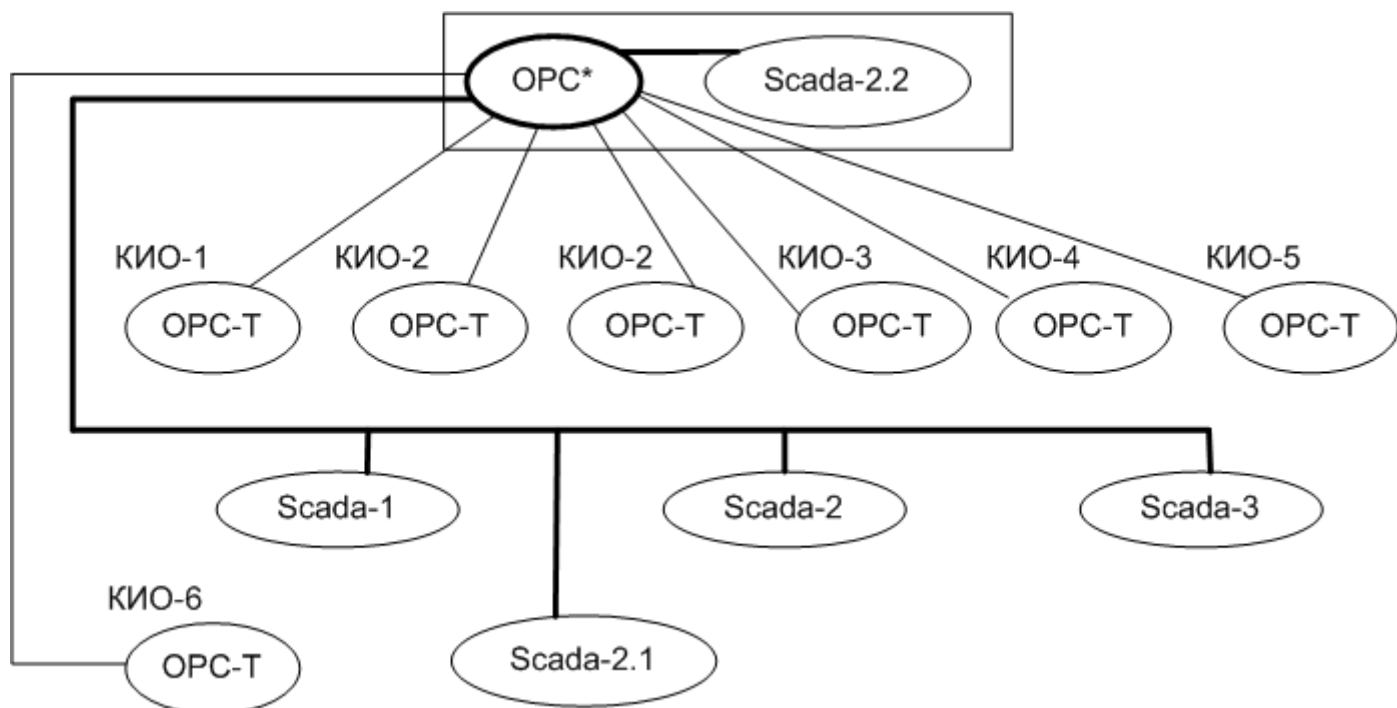 OPC*
Scada-2.2
КИО-1
КИО-2
КИО-2
КИО-3
КИО-4
КИО-5
OPC-T
OPC-T
OPC-T
OPC-T
OPC-T
OPC-T
Scada-1
Scada-2
Scada-3
КИО-6
OPC-T
Scada-2.1